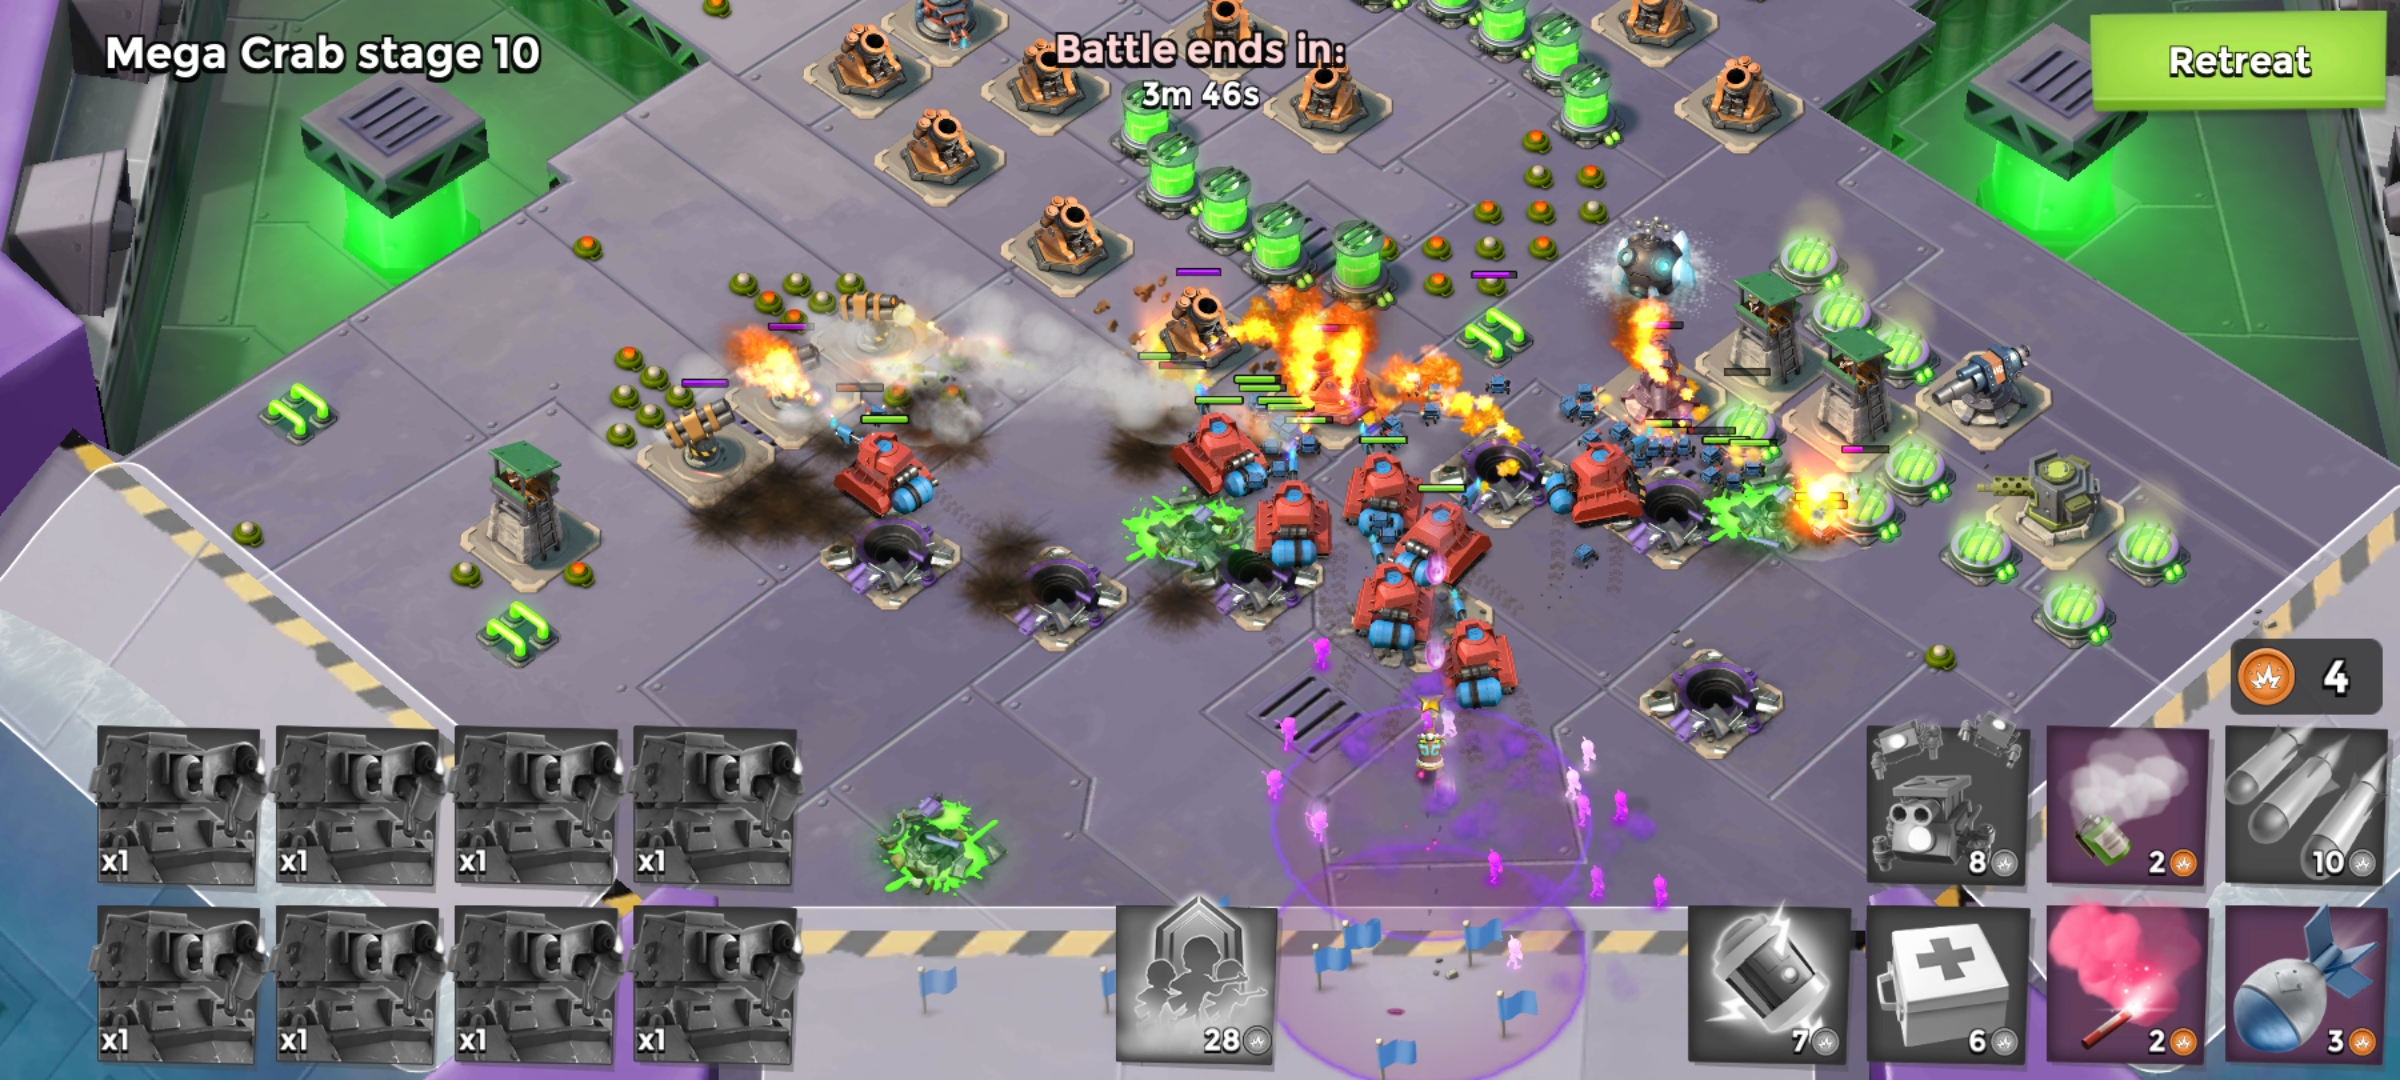 Mega Crab stage 10
Battle ends in:
3m 46s
Retreat
4
x1
x1
x1
x1
8
2
10
x1
x1
x1
x1
28
7
6
2
3